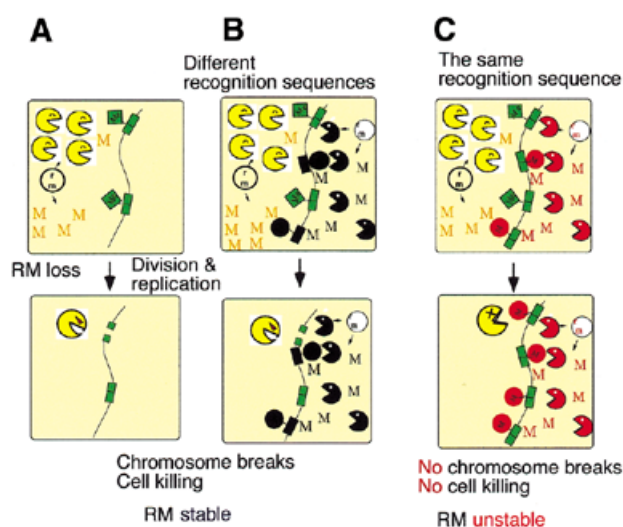 A
B
C
Different
recognition sequences
The same
recognition sequence
M
r
m
M M
M M M
M
m
M
M
M
M
M M M
M M
M M
M
r
m
M
m
M
M
M
M
RM loss
Division &
replication
m
M
M
M
M M
m
M
M
M
M
Chromosome breaks
Cell killing
RM stable
No chromosome breaks
No cell killing
RM unstable